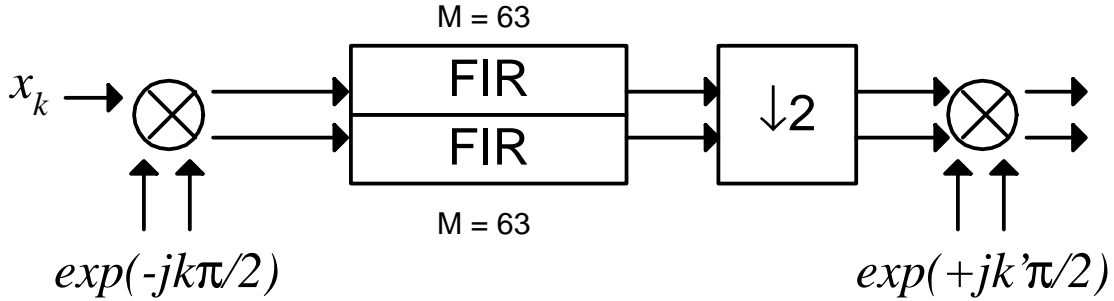 M = 63
FIR
x_k
↓2
FIR
M = 63
exp(-jkπ/2)
exp(+jk’π/2)